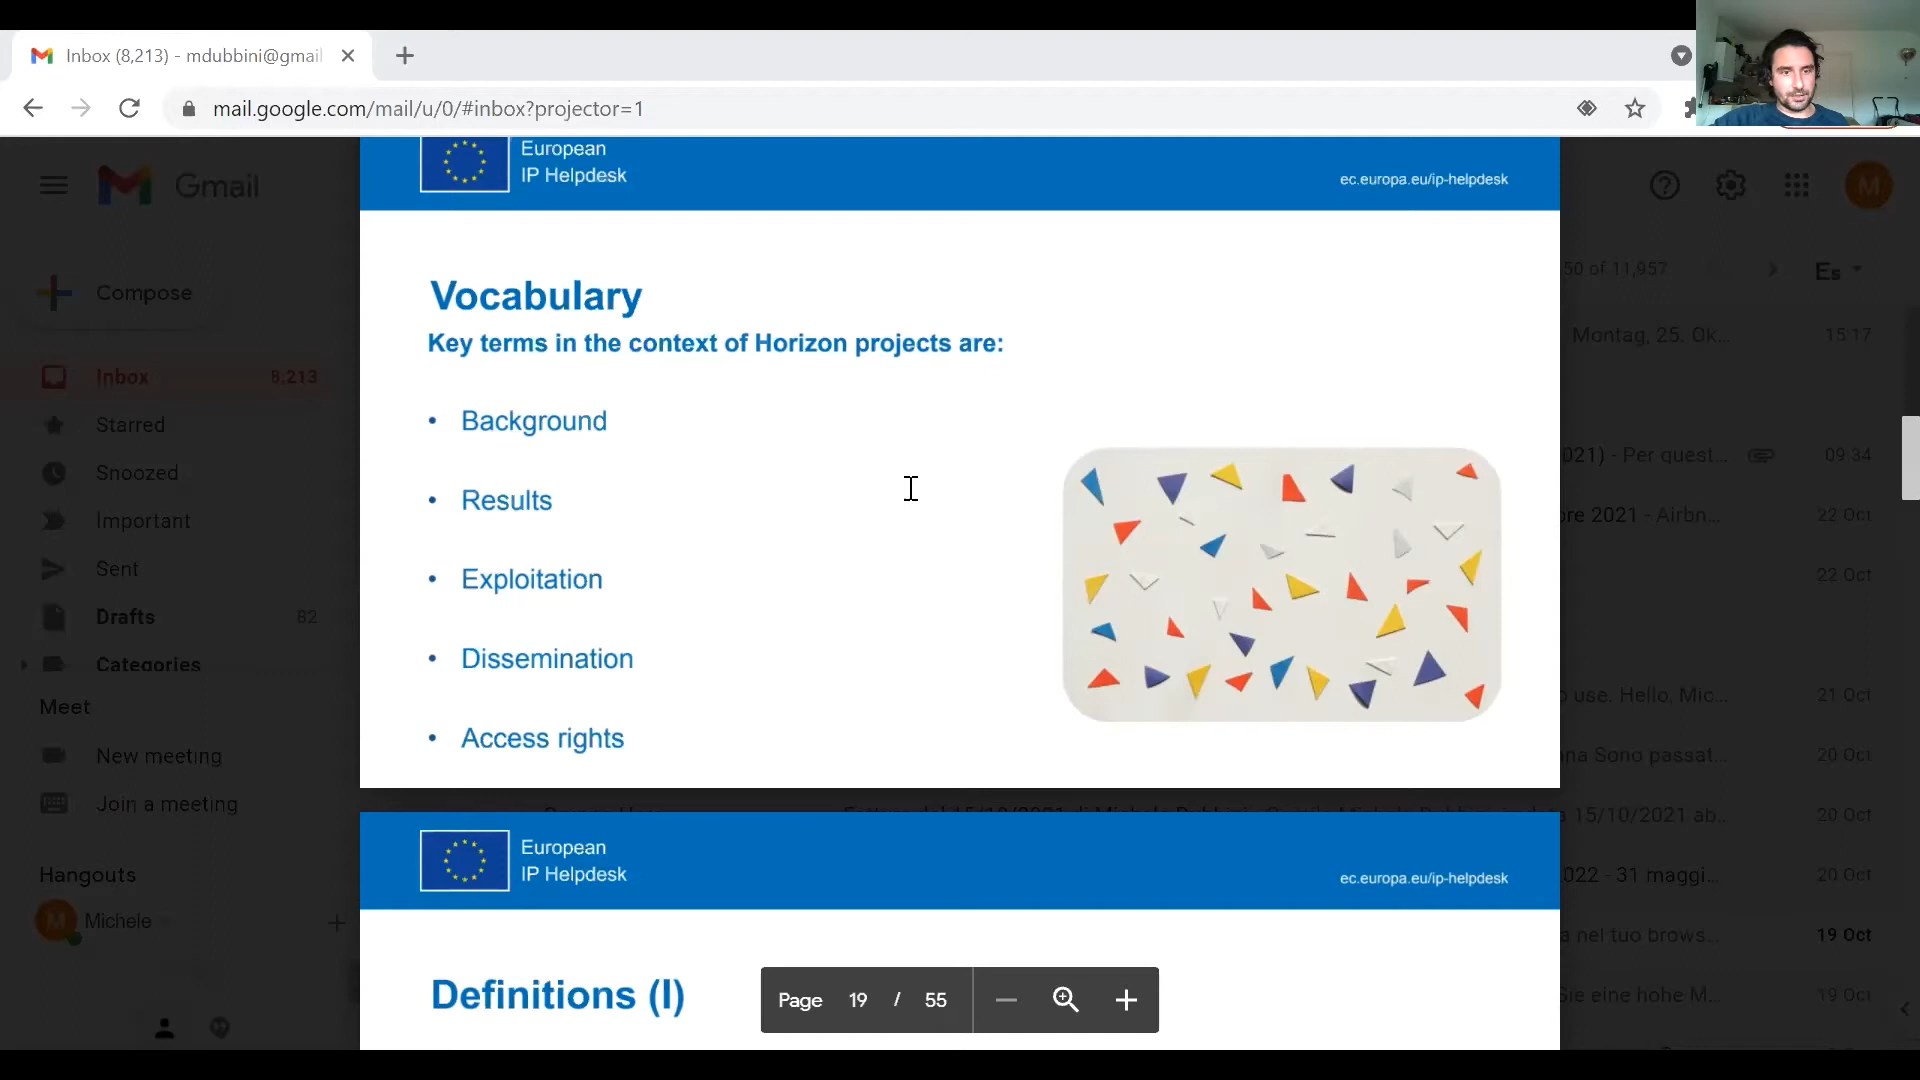 Inbox (8,213) - mdubbini@gmail
mail.google.com/mail/u/0/#inbox?projector=1
Gmail
European
IP Helpdesk
ec.europa.eu/ip-helpdesk
M
Compose
50 of 11,957
Es
Vocabulary
Key terms in the context of Horizon projects are:
Inbox 8,213
Montag, 25. Ok... 15:17
Starred
Background
Snoozed
021) - Per quest... 09:34
Results
Important
bre 2021 - Airbn... 22 Oct
Sent
Exploitation
22 Oct
Drafts 82
Categories
Dissemination
Meet
o use. Hello, Mic... 21 Oct
New meeting
Access rights
na Sono passat... 20 Oct
Join a meeting
a 15/10/2021 ab... 20 Oct
European
IP Helpdesk
ec.europa.eu/ip-helpdesk
Hangouts
022 - 31 maggi... 20 Oct
M Michele
a nel tuo brows... 19 Oct
Definitions (I)
Page 19 / 55
Sie eine hohe M... 19 Oct